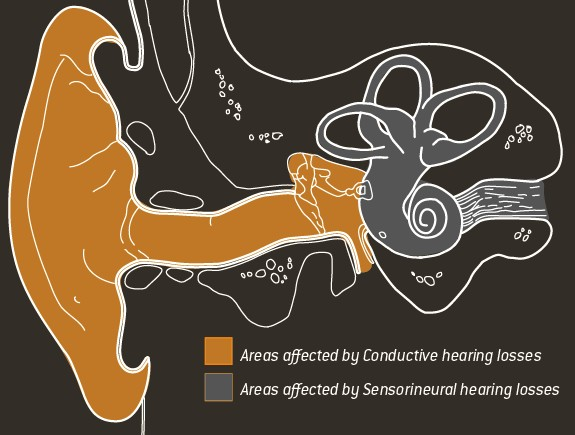 Areas affected by Conductive hearing losses
Areas affected by Sensorineural hearing losses